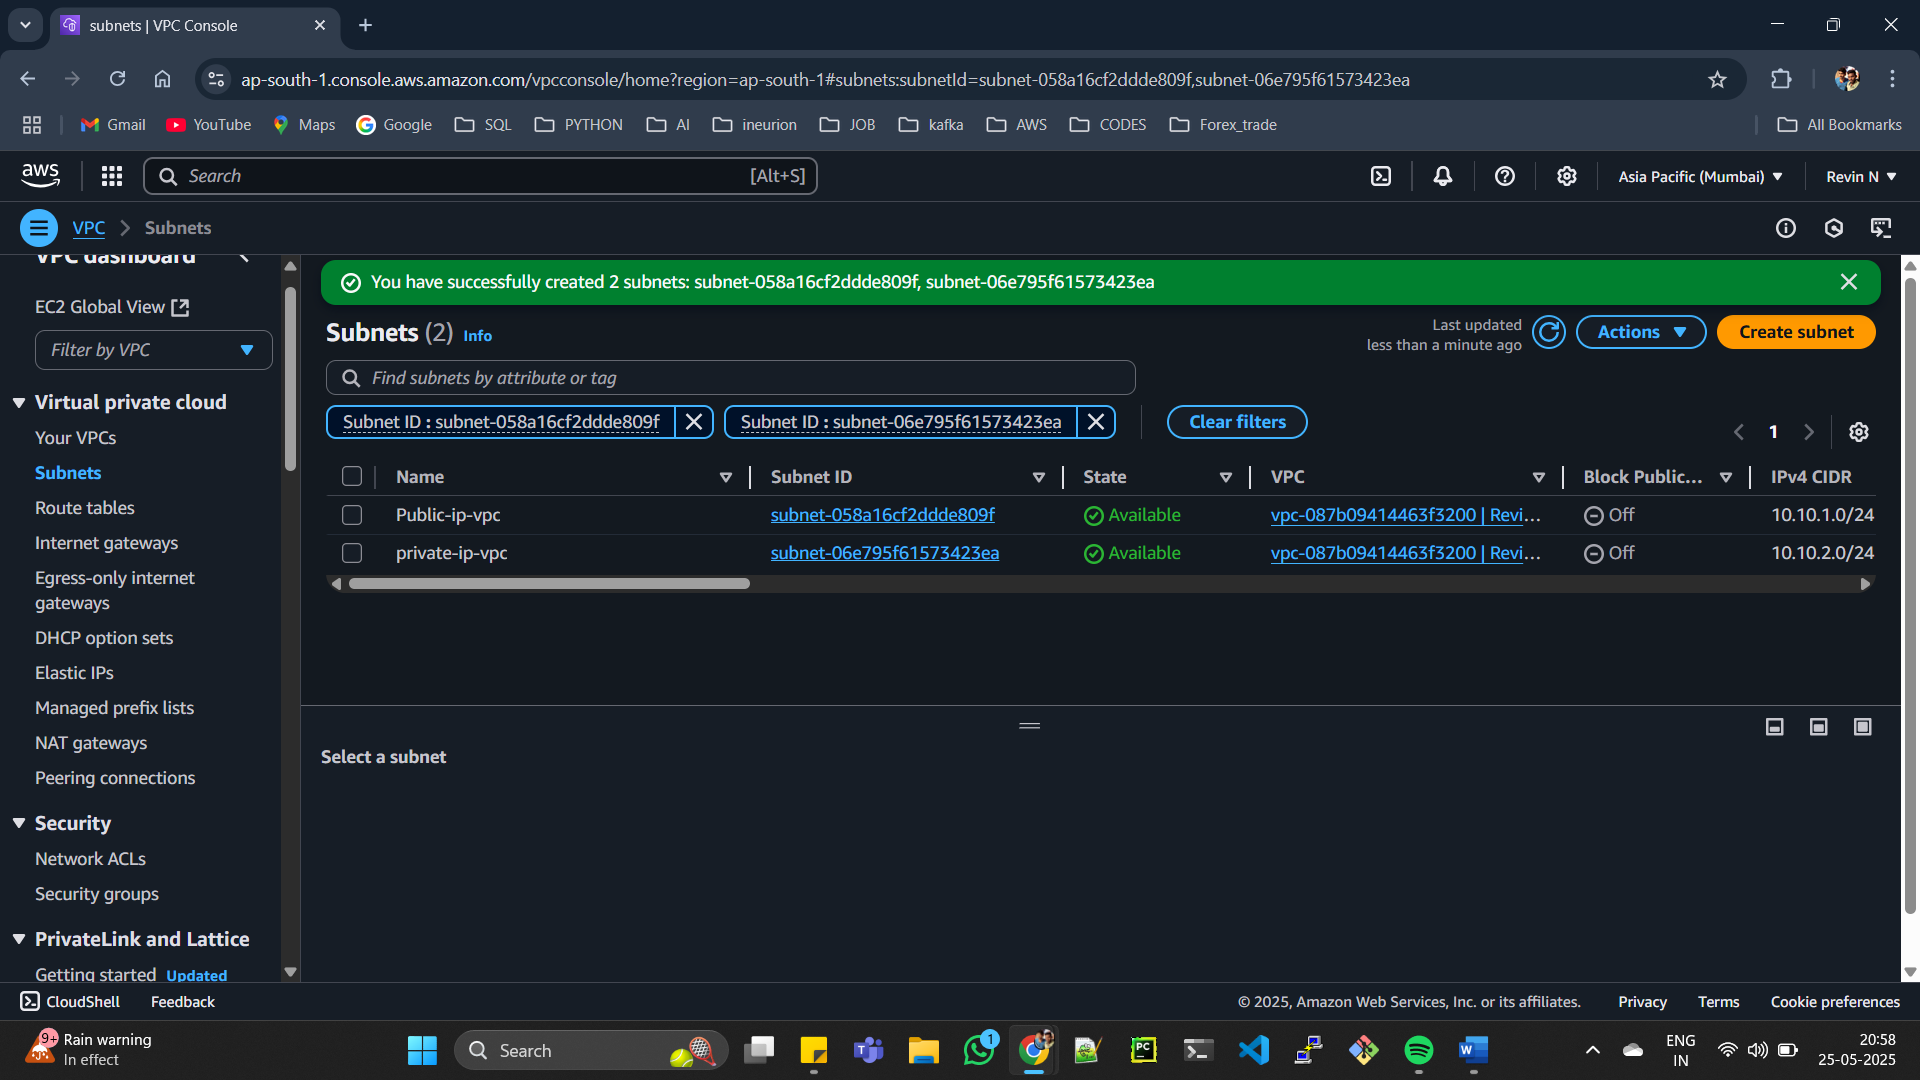 subnets | VPC Console
ap-south-1.console.aws.amazon.com/vpcconsole/home?region=ap-south-1#subnets:subnetId=subnet-058a16cf2ddde809f,subnet-06e795f61573423ea
Gmail YouTube Maps Google SQL PYTHON AI ineurion JOB kafka AWS CODES Forex_trade All Bookmarks
aws Search [Alt+S] Asia Pacific (Mumbai) Revin N
VPC Subnets
VPC dashboard
EC2 Global View
Filter by VPC
Virtual private cloud
Your VPCs
Subnets
Route tables
Internet gateways
Egress-only internet
gateways
DHCP option sets
Elastic IPs
Managed prefix lists
NAT gateways
Peering connections
Security
Network ACLs
Security groups
PrivateLink and Lattice
Getting started Updated
You have successfully created 2 subnets: subnet-058a16cf2ddde809f, subnet-06e795f61573423ea
Subnets (2) Info
Last updated
less than a minute ago
Actions
Create subnet
Find subnets by attribute or tag
Subnet ID : subnet-058a16cf2ddde809f Subnet ID : subnet-06e795f61573423ea Clear filters
1
Name Subnet ID State VPC Block Public... IPv4 CIDR
Public-ip-vpc subnet-058a16cf2ddde809f Available vpc-087b09414463f3200 | Revi... Off 10.10.1.0/24
private-ip-vpc subnet-06e795f61573423ea Available vpc-087b09414463f3200 | Revi... Off 10.10.2.0/24
Select a subnet
CloudShell Feedback © 2025, Amazon Web Services, Inc. or its affiliates. Privacy Terms Cookie preferences
9+ Rain warning
In effect
Search
1
ENG
IN
20:58
25-05-2025